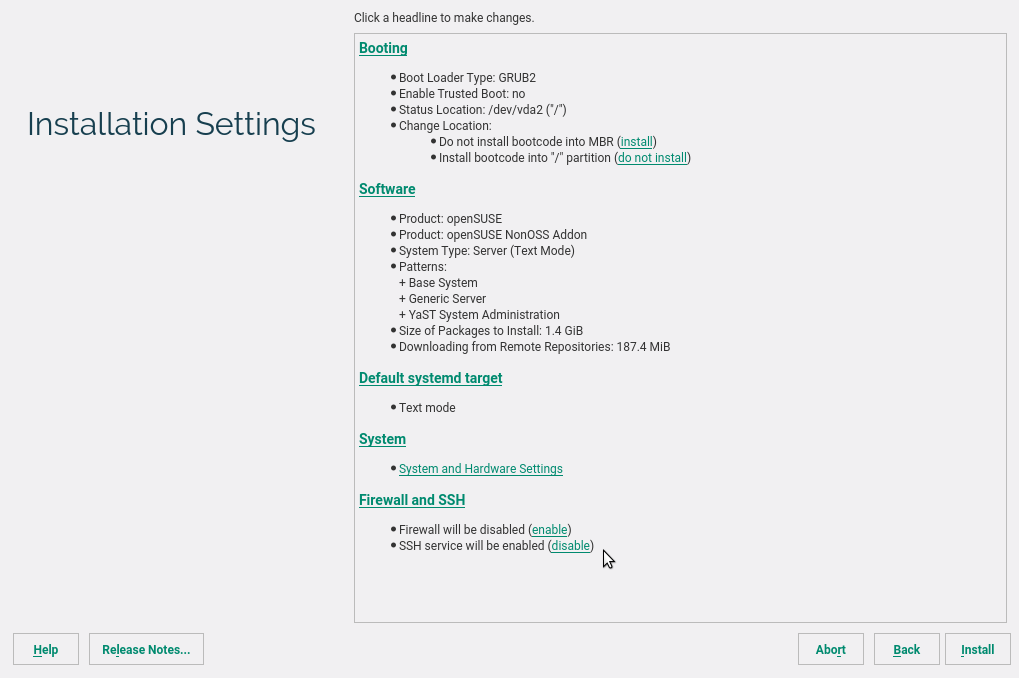 Click a headline to make changes.
Installation Settings
Booting
Boot Loader Type: GRUB2
Enable Trusted Boot: no
Status Location: /dev/vda2 ("/")
Change Location:
Do not install bootcode into MBR (install)
Install bootcode into "/" partition (do not install)
Software
Product: openSUSE
Product: openSUSE NonOSS Addon
System Type: Server (Text Mode)
Patterns:
+ Base System
+ Generic Server
+ YaST System Administration
Size of Packages to Install: 1.4 GiB
Downloading from Remote Repositories: 187.4 MiB
Default systemd target
Text mode
System
System and Hardware Settings
Firewall and SSH
Firewall will be disabled (enable)
SSH service will be enabled (disable)
Help Release Notes... Abort Back Install